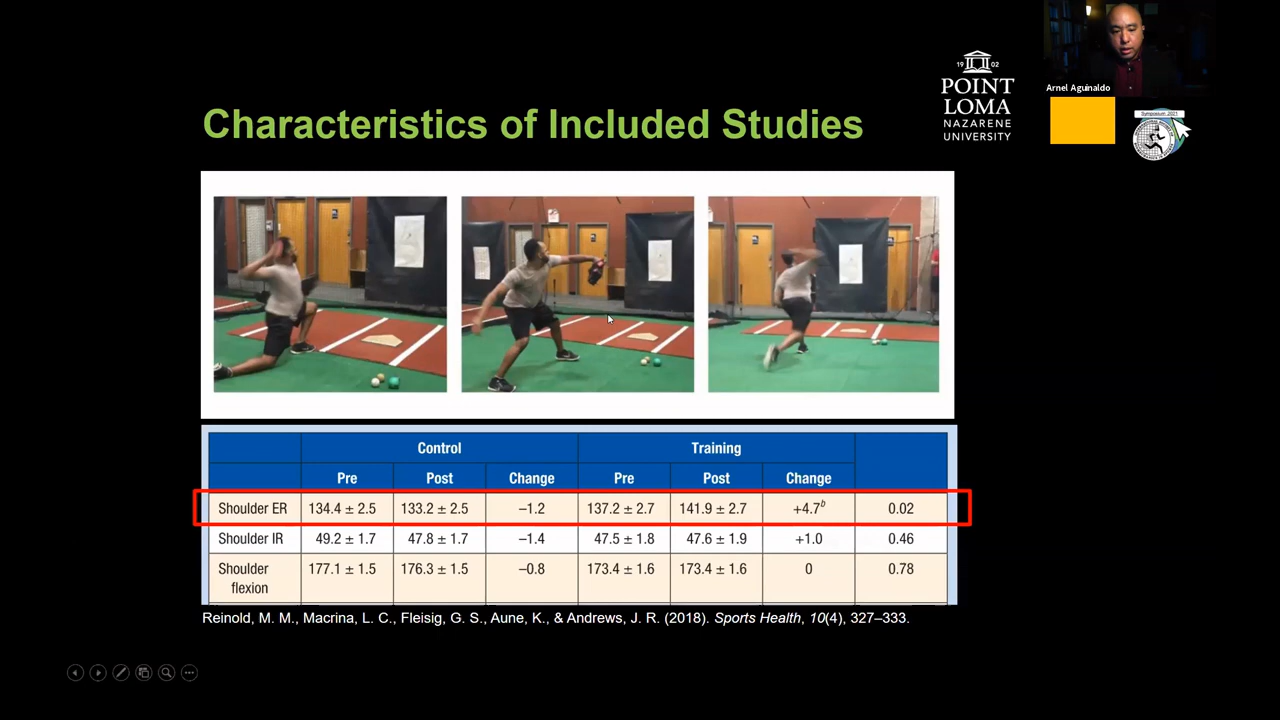 Arnel Aguinaldo
19 02
POINT
LOMA
NAZARENE
UNIVERSITY
Symposium 2021
Characteristics of Included Studies
Control Training
Pre Post Change Pre Post Change
Shoulder ER 134.4 ± 2.5 133.2 ± 2.5 –1.2 137.2 ± 2.7 141.9 ± 2.7 +4.7b 0.02
Shoulder IR 49.2 ± 1.7 47.8 ± 1.7 –1.4 47.5 ± 1.8 47.6 ± 1.9 +1.0 0.46
Shoulder 177.1 ± 1.5 176.3 ± 1.5 –0.8 173.4 ± 1.6 173.4 ± 1.6 0 0.78
flexion
Reinold, M. M., Macrina, L. C., Fleisig, G. S., Aune, K., & Andrews, J. R. (2018). Sports Health, 10(4), 327–333.